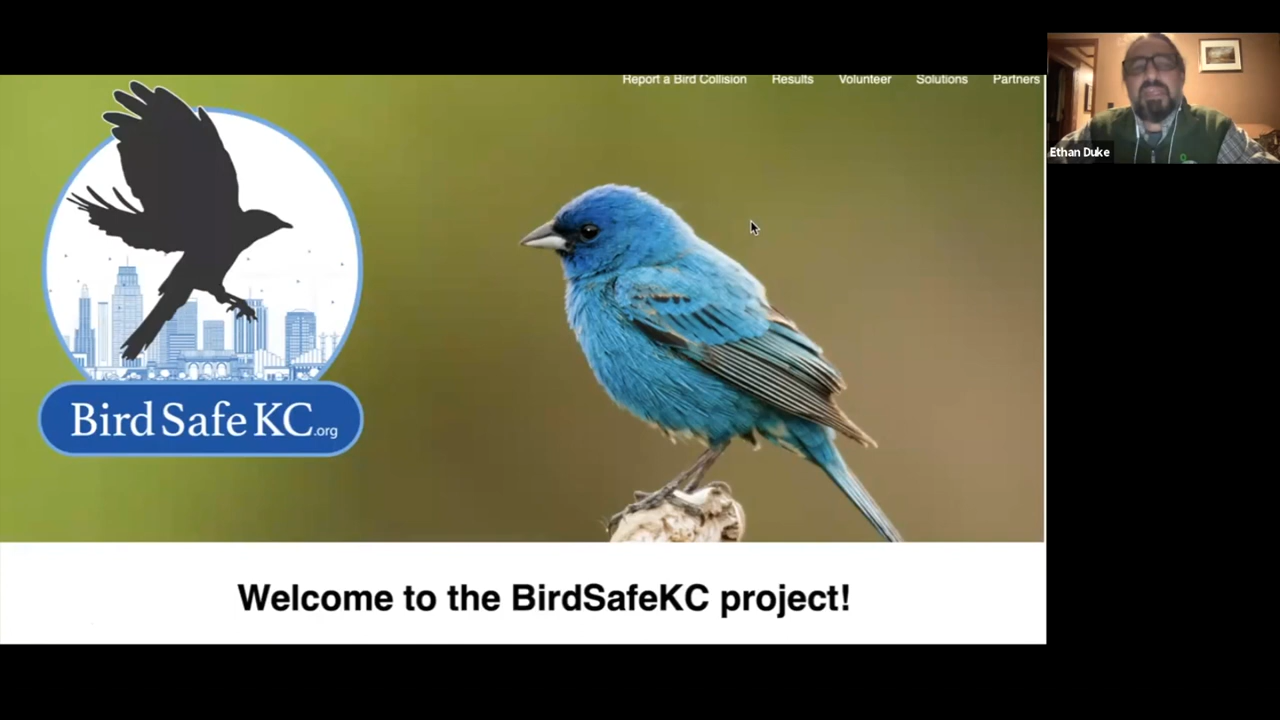 Report a Bird Collision Results Volunteer Solutions Partners
Ethan Duke
BirdSafeKC.org
Welcome to the BirdSafeKC project!